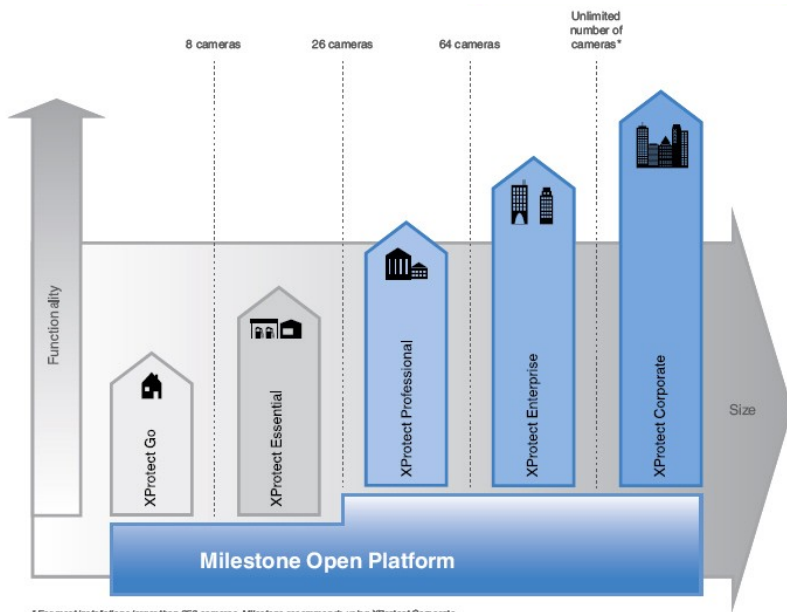 Unlimited
number of
cameras*
8 cameras
26 cameras
64 cameras
Functionality
XProtect Go
XProtect Essential
XProtect Professional
XProtect Enterprise
XProtect Corporate
Size
Milestone Open Platform